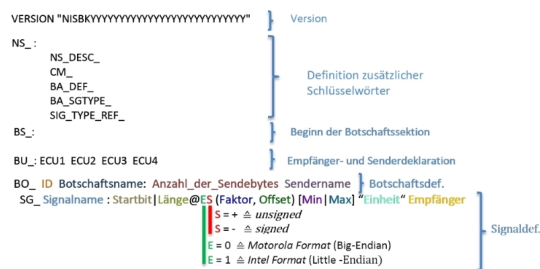 VERSION "NISBKYYYYYYYYYYYYYYYYYYYYYYYYYY" Version
NS_ :
NS_DESC_
CM_
BA_DEF_
BA_SGTYPE_
SIG_TYPE_REF_
Definition zusätzlicher
Schlüsselwörter
BS_: Beginn der Botschaftssektion
BU_: ECU1 ECU2 ECU3 ECU4 Empfänger- und Senderdeklaration
BO_ ID Botschaftsname: Anzahl_der_Sendebytes Sendername Botschaftsdef.
SG_ Signalname : Startbit|Länge@ES (Faktor, Offset) [Min|Max] "Einheit" Empfänger
S = + ≙ unsigned
S = - ≙ signed
Signaldef.
E = 0 ≙ Motorola Format (Big-Endian)
E = 1 ≙ Intel Format (Little -Endian)